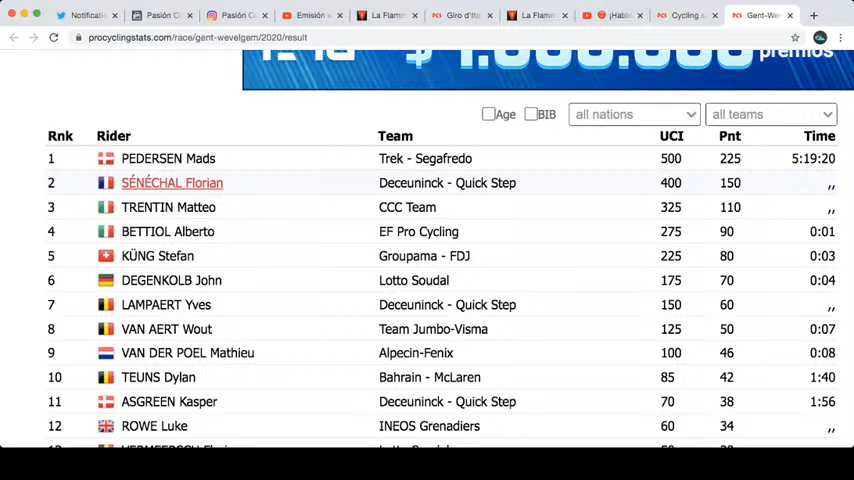 Notificati
Pasión Cu
Pasión C
Emisión e
La Flamin
Giro d'Ita
La Flamin
¡Hable
Cycling s
Gent-Wev
procyclingstats.com/race/gent-wevelgem/2020/result
$ 1.000.000 premios
Age BIB all nations all teams
Rnk Rider Team UCI Pnt Time
1 PEDERSEN Mads Trek - Segafredo 500 225 5:19:20
2 SÉNÉCHAL Florian Deceuninck - Quick Step 400 150 ,,
3 TRENTIN Matteo CCC Team 325 110 ,,
4 BETTIOL Alberto EF Pro Cycling 275 90 0:01
5 KÜNG Stefan Groupama - FDJ 225 80 0:03
6 DEGENKOLB John Lotto Soudal 175 70 0:04
7 LAMPAERT Yves Deceuninck - Quick Step 150 60 ,,
8 VAN AERT Wout Team Jumbo-Visma 125 50 0:07
9 VAN DER POEL Mathieu Alpecin-Fenix 100 46 0:08
10 TEUNS Dylan Bahrain - McLaren 85 42 1:40
11 ASGREEN Kasper Deceuninck - Quick Step 70 38 1:56
12 ROWE Luke INEOS Grenadiers 60 34 ,,